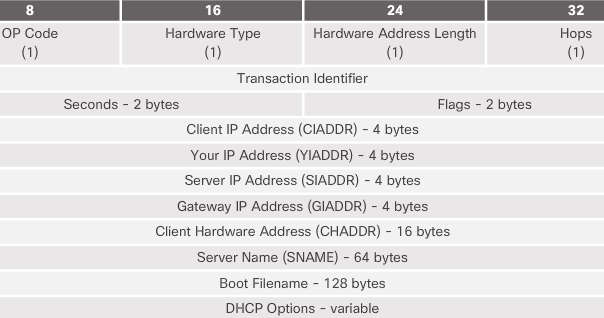 8 16 24 32
OP Code Hardware Type Hardware Address Length Hops
(1) (1) (1) (1)
Transaction Identifier
Seconds – 2 bytes Flags – 2 bytes
Client IP Address (CIADDR) – 4 bytes
Your IP Address (YIADDR) – 4 bytes
Server IP Address (SIADDR) – 4 bytes
Gateway IP Address (GIADDR) – 4 bytes
Client Hardware Address (CHADDR) – 16 bytes
Server Name (SNAME) – 64 bytes
Boot Filename – 128 bytes
DHCP Options – variable